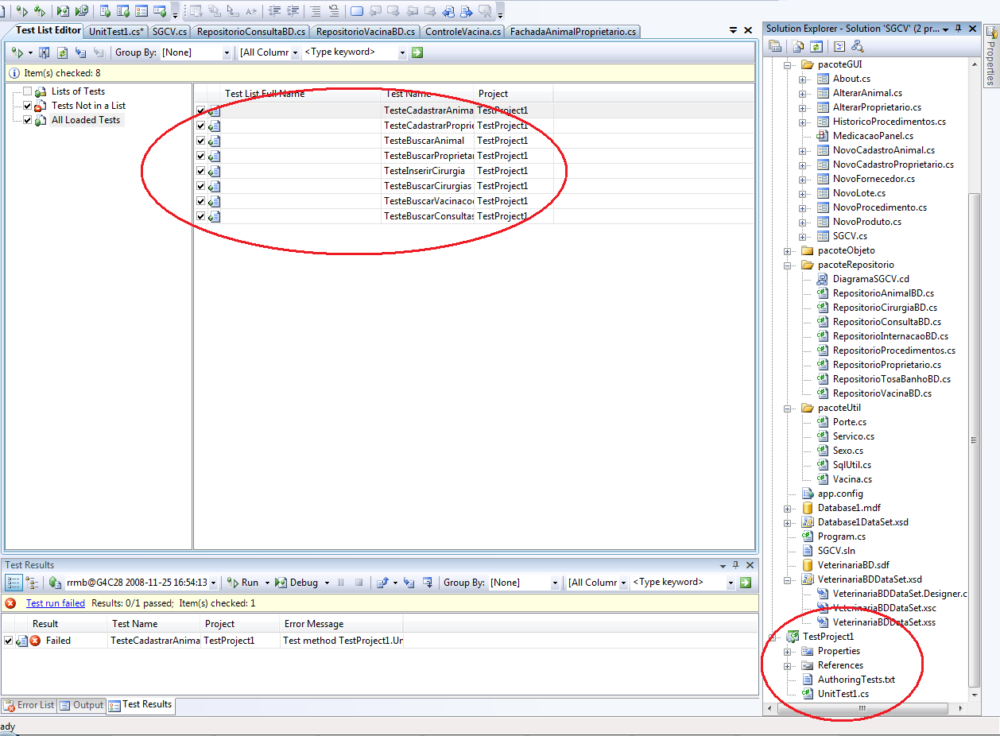 Test List Editor UnitTest1.cs* SGCV.cs RepositorioConsultaBD.cs RepositorioVacinaBD.cs ControleVacina.cs FachadaAnimalProprietario.cs
Group By: [None] [All Columr <Type keyword>
Item(s) checked: 8
Lists of Tests
Tests Not in a List
All Loaded Tests
Test List Full Name Test Name Project
TesteCadastrarAnima TestProject1
TesteCadastrarProprie TestProject1
TesteBuscarAnimal TestProject1
TesteBuscarProprietar TestProject1
TesteInserirCirurgia TestProject1
TesteBuscarCirurgias TestProject1
TesteBuscarVacinacoe TestProject1
TesteBuscarConsultas TestProject1
Test Results
rrmb@G4C28 2008-11-25 16:54:13 Run Debug Group By: [None] [All Columr <Type keyword>
Test run failed Results: 0/1 passed; Item(s) checked: 1
Result Test Name Project Error Message
Failed TesteCadastrarAnima TestProject1 Test method TestProject1.Ur
Error List Output Test Results
ady
Solution Explorer - Solution 'SGCV' (2 pr...
Properties
pacoteGUI
About.cs
AlterarAnimal.cs
AlterarProprietario.cs
HistoricoProcedimentos.cs
MedicacaoPanel.cs
NovoCadastroAnimal.cs
NovoCadastroProprietario.cs
NovoFornecedor.cs
NovoLote.cs
NovoProcedimento.cs
NovoProduto.cs
SGCV.cs
pacoteObjeto
pacoteRepositorio
DiagramaSGCV.cd
RepositorioAnimalBD.cs
RepositorioCirurgiaBD.cs
RepositorioConsultaBD.cs
RepositorioInternacaoBD.cs
RepositorioProcedimentos.cs
RepositorioProprietario.cs
RepositorioTosaBanhoBD.cs
RepositorioVacinaBD.cs
pacoteUtil
Porte.cs
Servico.cs
Sexo.cs
SqlUtil.cs
Vacina.cs
app.config
Database1.mdf
Database1DataSet.xsd
Program.cs
SGCV.sln
VeterinariaBD.sdf
VeterinariaBDDataSet.xsd
VeterinariaBDDataSet.Designer.c
VeterinariaBDDataSet.xsc
VeterinariaBDDataSet.xss
TestProject1
Properties
References
AuthoringTests.txt
UnitTest1.cs